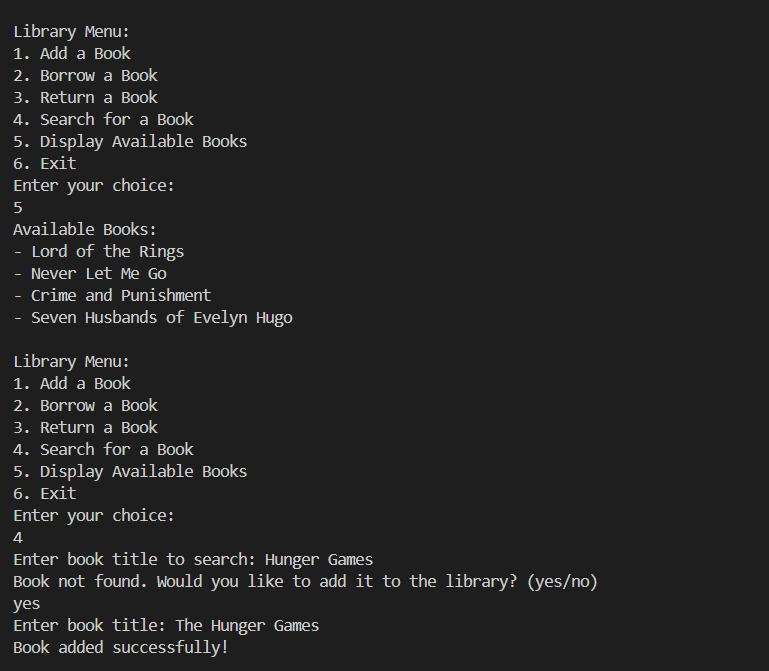 Library Menu:
1. Add a Book
2. Borrow a Book
3. Return a Book
4. Search for a Book
5. Display Available Books
6. Exit
Enter your choice:
5
Available Books:
- Lord of the Rings
- Never Let Me Go
- Crime and Punishment
- Seven Husbands of Evelyn Hugo

Library Menu:
1. Add a Book
2. Borrow a Book
3. Return a Book
4. Search for a Book
5. Display Available Books
6. Exit
Enter your choice:
4
Enter book title to search: Hunger Games
Book not found. Would you like to add it to the library? (yes/no)
yes
Enter book title: The Hunger Games
Book added successfully!